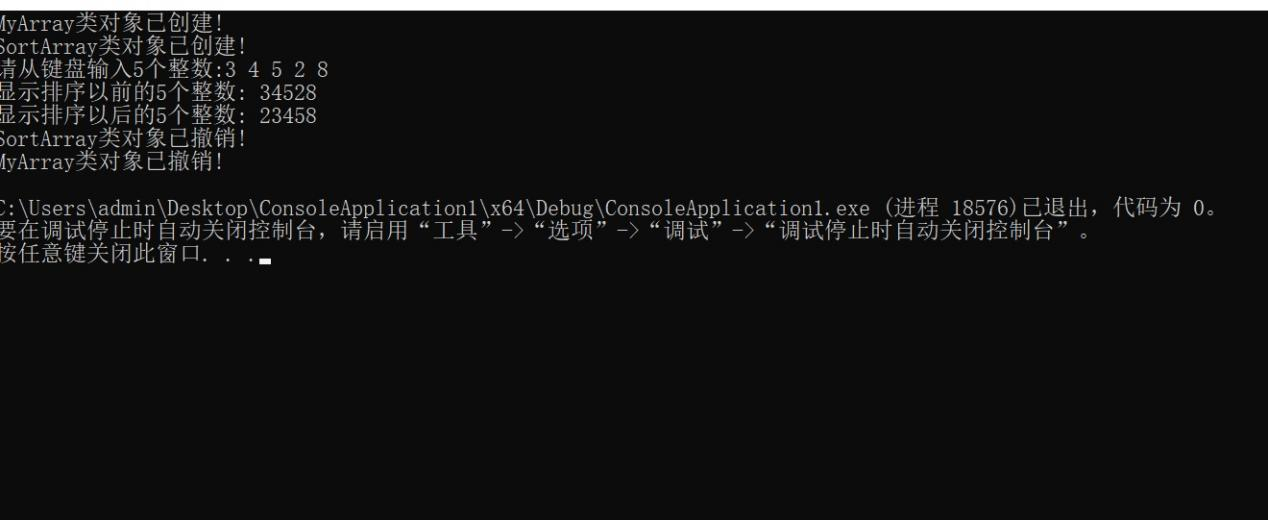 MyArray类对象已创建!
SortArray类对象已创建!
请从键盘输入5个整数:3 4 5 2 8
显示排序以前的5个整数: 34528
显示排序以后的5个整数: 23458
SortArray类对象已撤销!
MyArray类对象已撤销!
C:\Users\admin\Desktop\ConsoleApplication1\x64\Debug\ConsoleApplication1.exe (进程 18576)已退出，代码为 0。
要在调试停止时自动关闭控制台，请启用“工具”->“选项”->“调试”->“调试停止时自动关闭控制台”。
按任意键关闭此窗口. . .